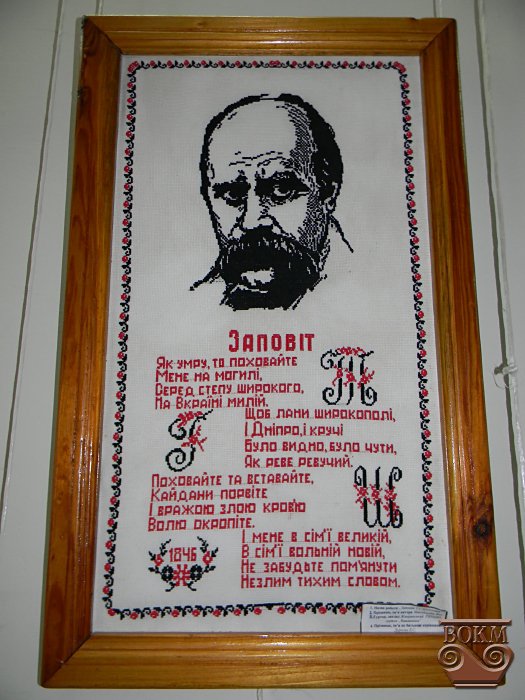 Заповіт
Як умру, то поховайте
Мене на могилі,
Серед степу широкого,
На Вкраїні милій.
Т
Щоб лани широкополі,
І Дніпро, і кручі
Було видно, було чути,
Як реве ревучий.
Г
Поховайте та вставайте,
Кайдани порвіте
І вражою злою кров'ю
Волю окропіте.
Ш
І мене в сім'ї великій,
В сім'ї вольній новій,
Не забудьте пом'янути
Незлим тихим словом.
1846
ВОКМ